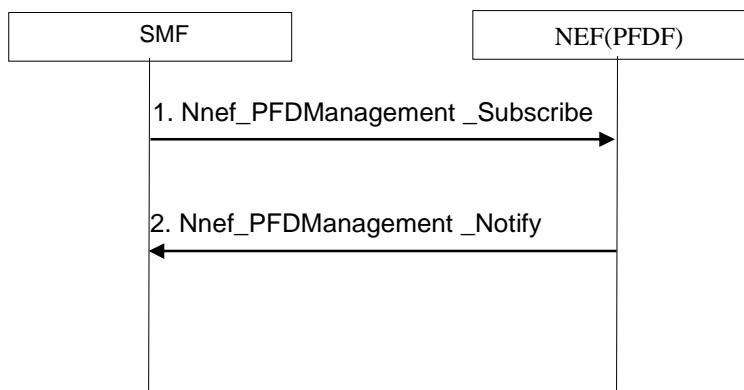 SMF
NEF(PFDF)
1. Nnef_PFDManagement _Subscribe
2. Nnef_PFDManagement _Notify